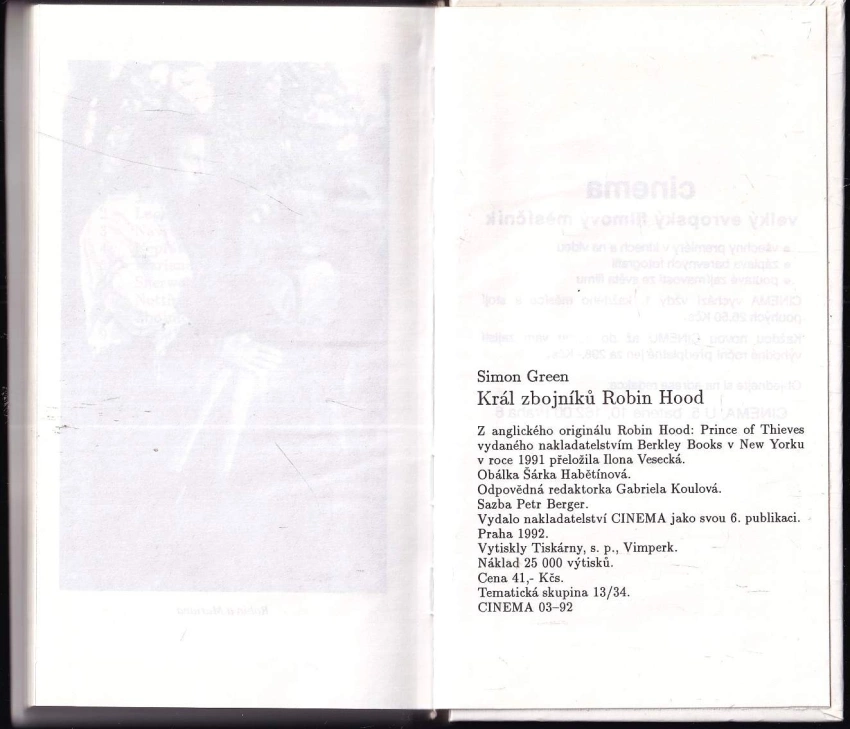 Simon Green
Král zbojníků Robin Hood
Z anglického originálu Robin Hood: Prince of Thieves
vydaného nakladatelstvím Berkley Books v New Yorku
v roce 1991 přeložila Ilona Vesecká.
Obálka Šárka Habětínová.
Odpovědná redaktorka Gabriela Koulová.
Sazba Petr Berger.
Vydalo nakladatelství CINEMA jako svou 6. publikaci.
Praha 1992.
Vytiskly Tiskárny, s. p., Vimperk.
Náklad 25 000 výtisků.
Cena 41,- Kčs.
Tematická skupina 13/34.
CINEMA 03–92